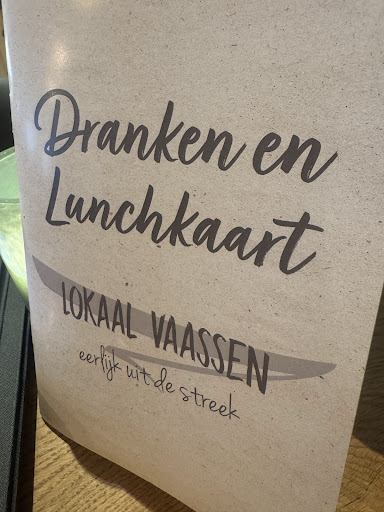 Dranken en
Lunchkaart
LOKAAL VAASSEN
eerlijk uit de streek